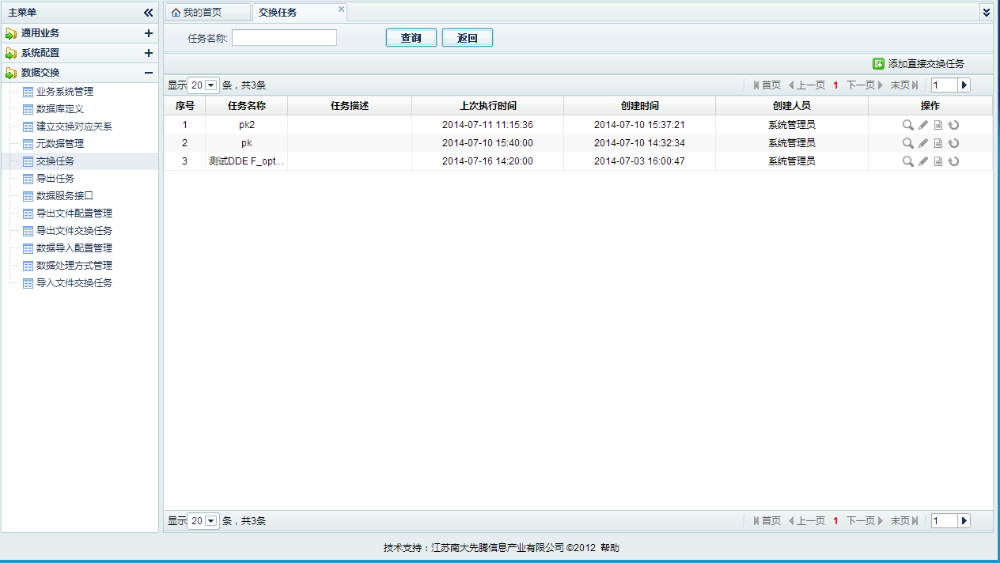 主菜单
通用业务
系统配置
数据交换
业务系统管理
数据库定义
建立交换对应关系
元数据管理
交换任务
导出任务
数据服务接口
导出文件配置管理
导出文件交换任务
数据导入配置管理
数据处理方式管理
导入文件交换任务
我的首页 交换任务
任务名称: 查询 返回
添加直接交换任务
显示 20 条，共3条 首页 上一页 1 下一页 末页 1
序号 任务名称 任务描述 上次执行时间 创建时间 创建人员 操作
1 pk2 2014-07-11 11:15:36 2014-07-10 15:37:21 系统管理员
2 pk 2014-07-10 15:40:00 2014-07-10 14:32:34 系统管理员
3 测试DDE F_opt... 2014-07-16 14:20:00 2014-07-03 16:00:47 系统管理员
显示 20 条，共3条 首页 上一页 1 下一页 末页 1
技术支持：江苏南大先腾信息产业有限公司 ©2012 帮助